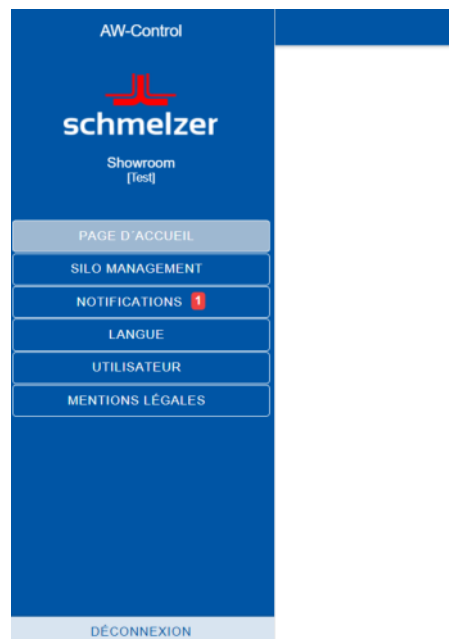 AW-Control
schmelzer
Showroom
[Test]
PAGE D'ACCUEIL
SILO MANAGEMENT
NOTIFICATIONS 1
LANGUE
UTILISATEUR
MENTIONS LÉGALES
DÉCONNEXION